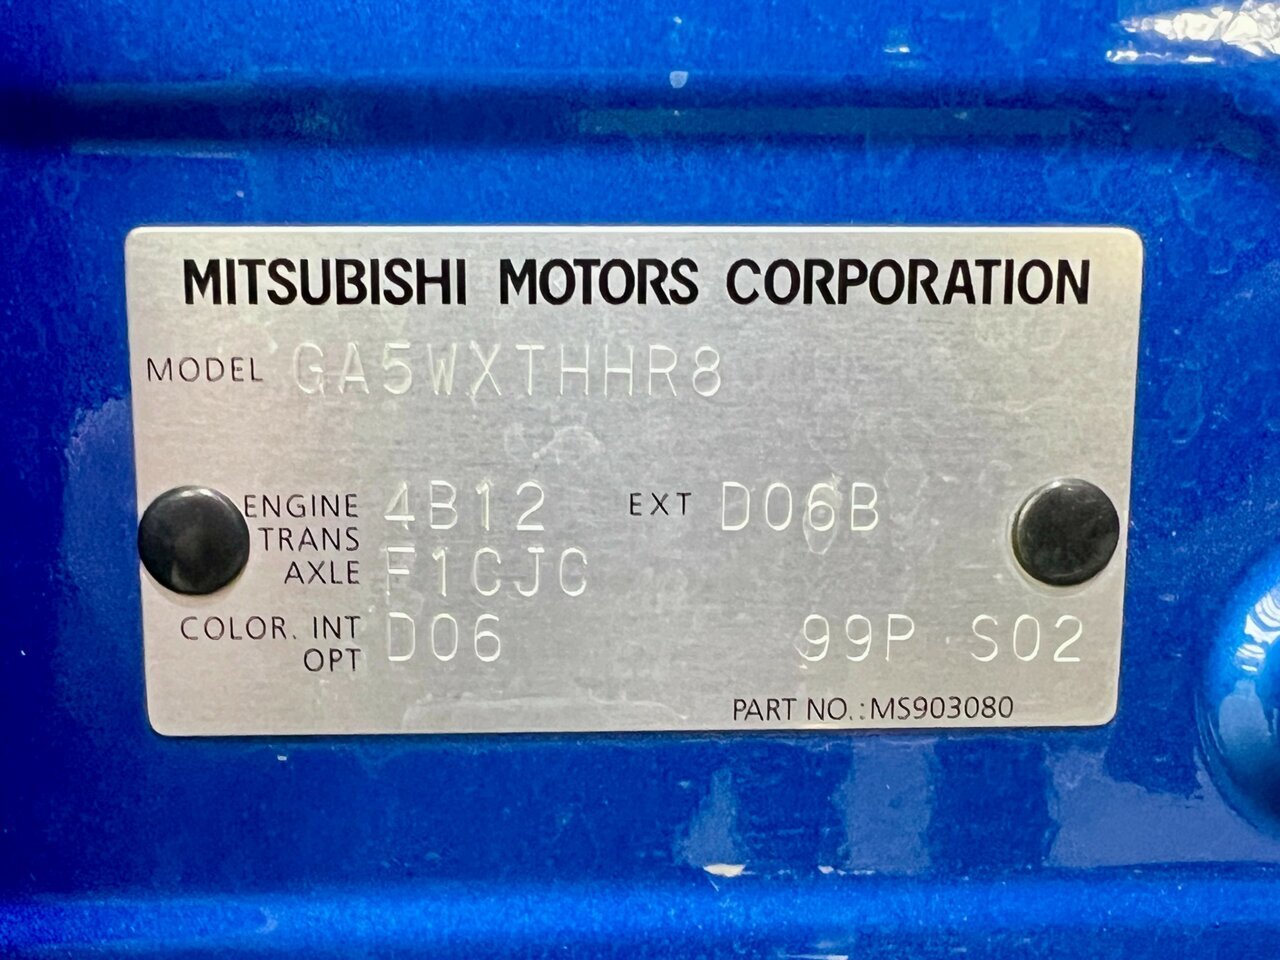 MITSUBISHI MOTORS CORPORATION
MODEL GA5WXTHHR8
ENGINE 4B12 EXT D06B
TRANS
AXLE F1CJC
COLOR. INT D06 99P S02
OPT
PART NO.:MS903080